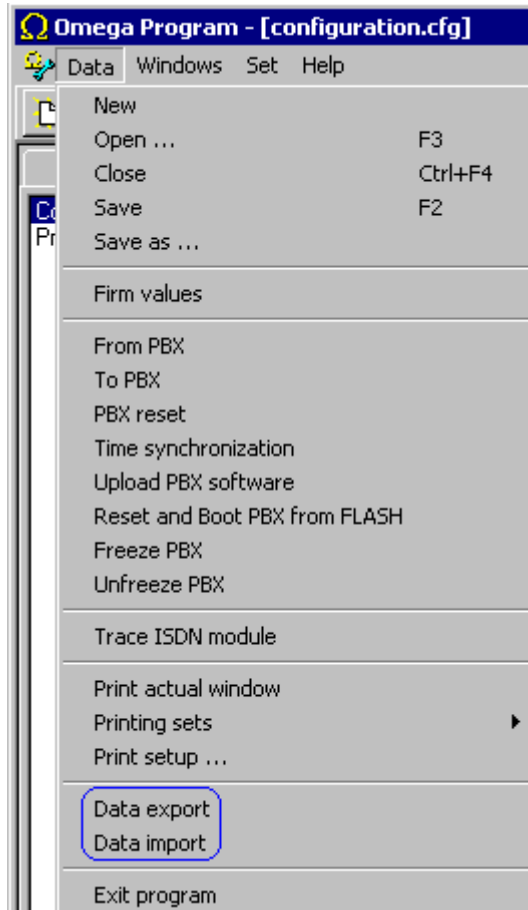 Omega Program - [configuration.cfg]
Data Windows Set Help
New
Open ... F3
Close Ctrl+F4
Save F2
Save as ...
Firm values
From PBX
To PBX
PBX reset
Time synchronization
Upload PBX software
Reset and Boot PBX from FLASH
Freeze PBX
Unfreeze PBX
Trace ISDN module
Print actual window
Printing sets
Print setup ...
Data export
Data import
Exit program